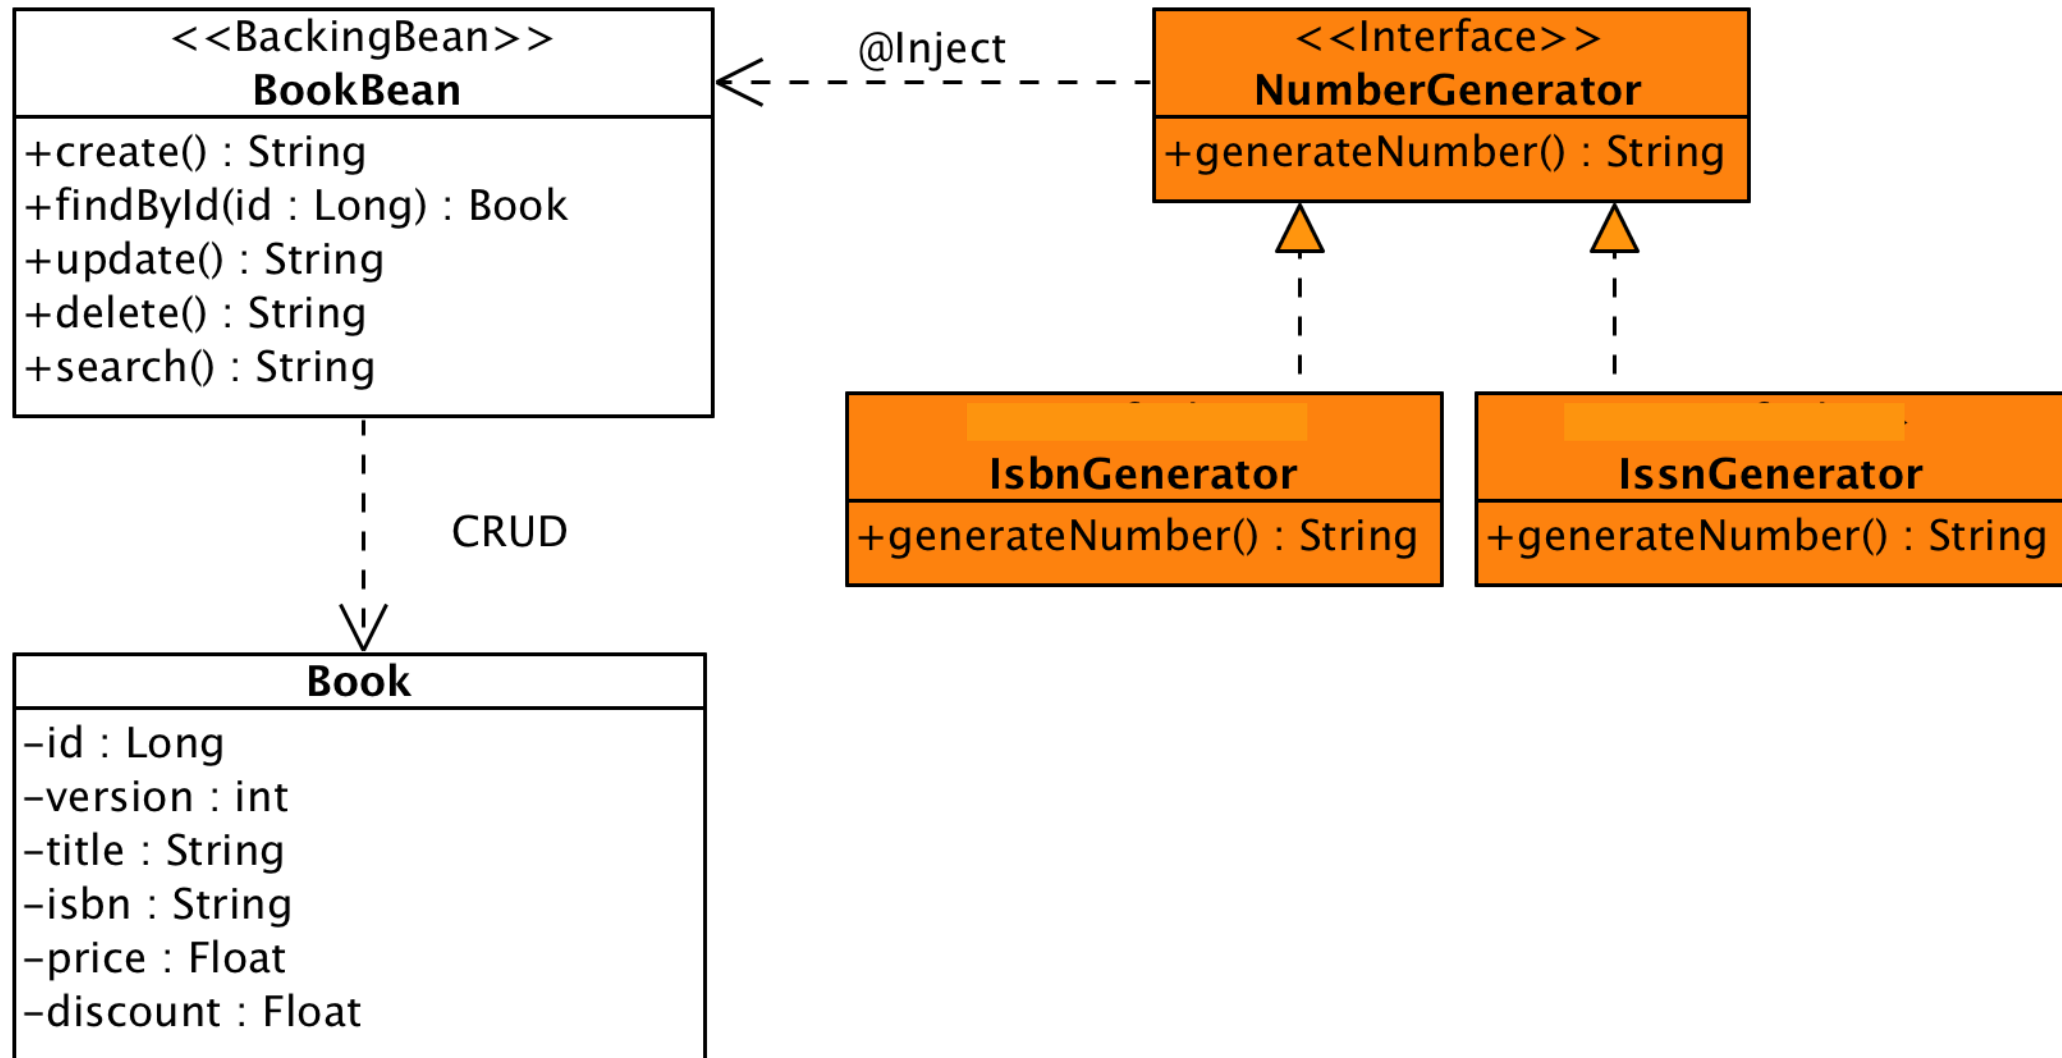 <<BackingBean>>
BookBean
+create() : String
+findById(id : Long) : Book
+update() : String
+delete() : String
+search() : String
@Inject
<<Interface>>
NumberGenerator
+generateNumber() : String
IsbnGenerator
+generateNumber() : String
IssnGenerator
+generateNumber() : String
CRUD
Book
-id : Long
-version : int
-title : String
-isbn : String
-price : Float
-discount : Float